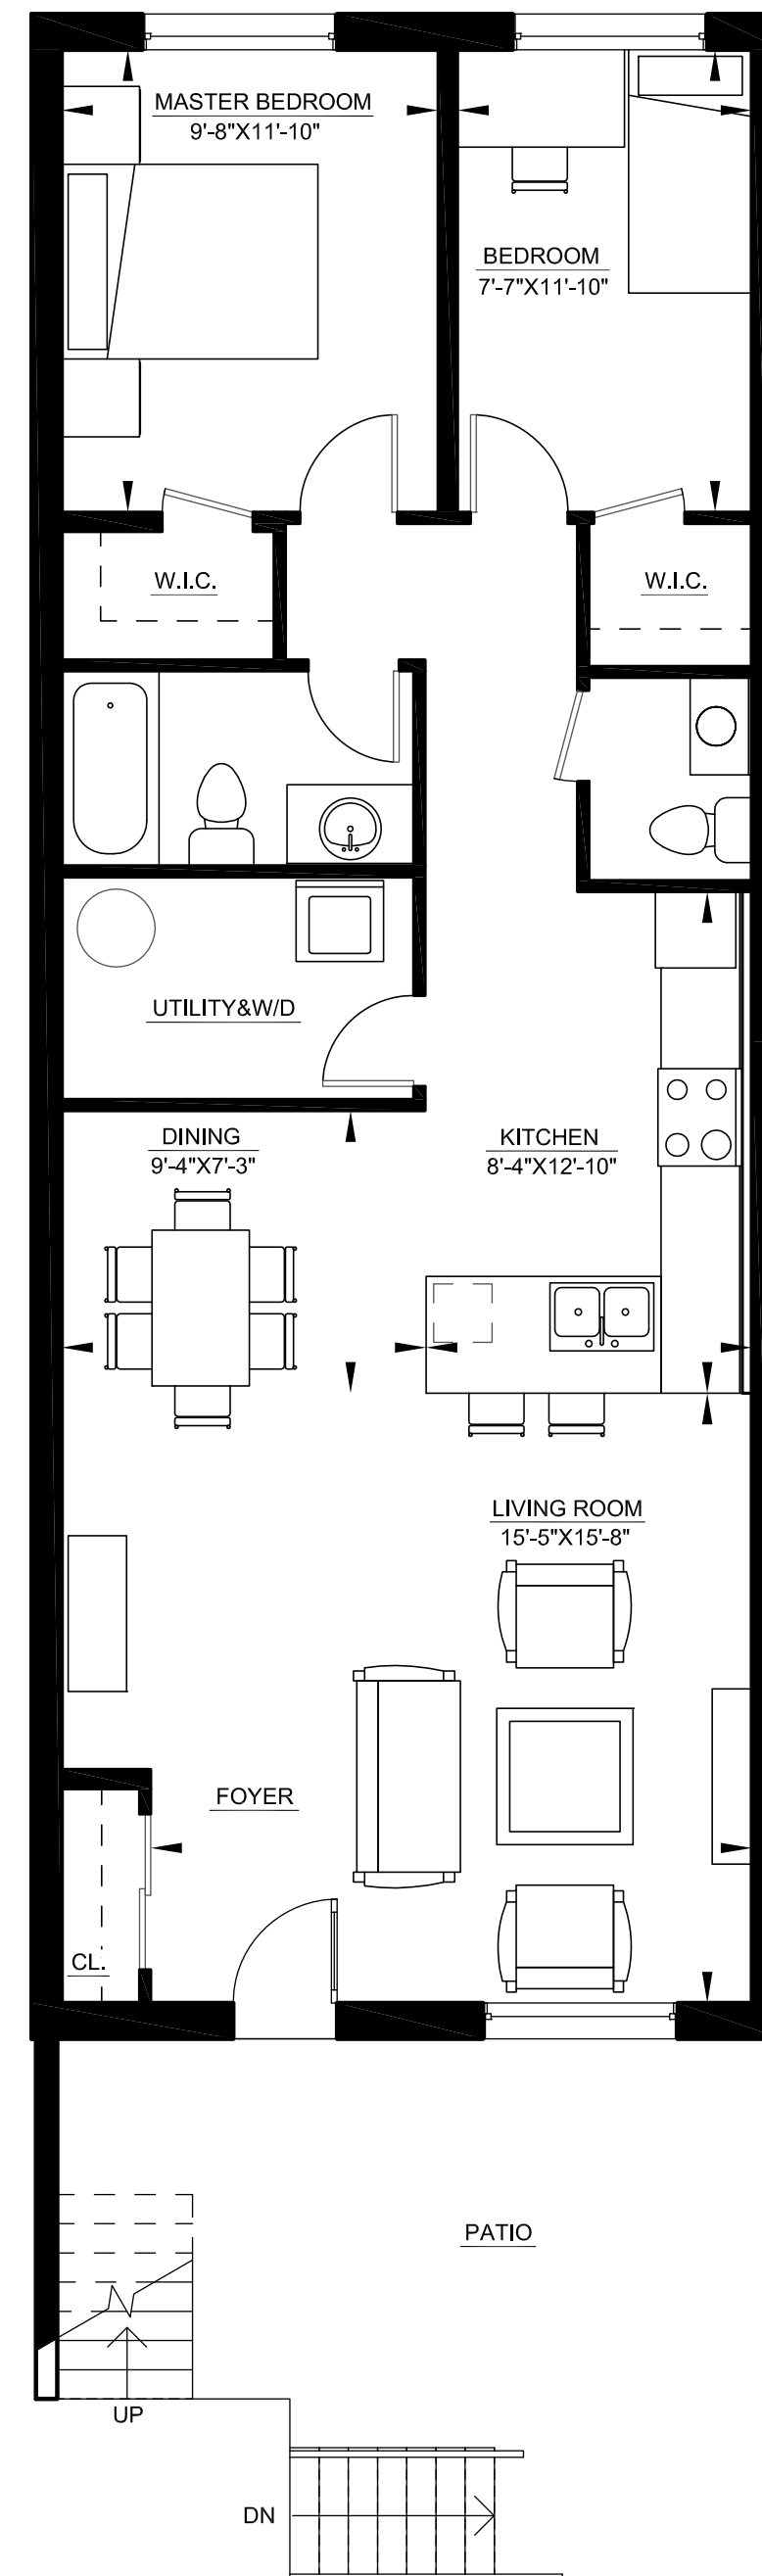 MASTER BEDROOM
9'-8"X11'-10"
BEDROOM
7'-7"X11'-10"
W.I.C.
W.I.C.
UTILITY&W/D
DINING
9'-4"X7'-3"
KITCHEN
8'-4"X12'-10"
LIVING ROOM
15'-5"X15'-8"
FOYER
CL.
PATIO
UP
DN